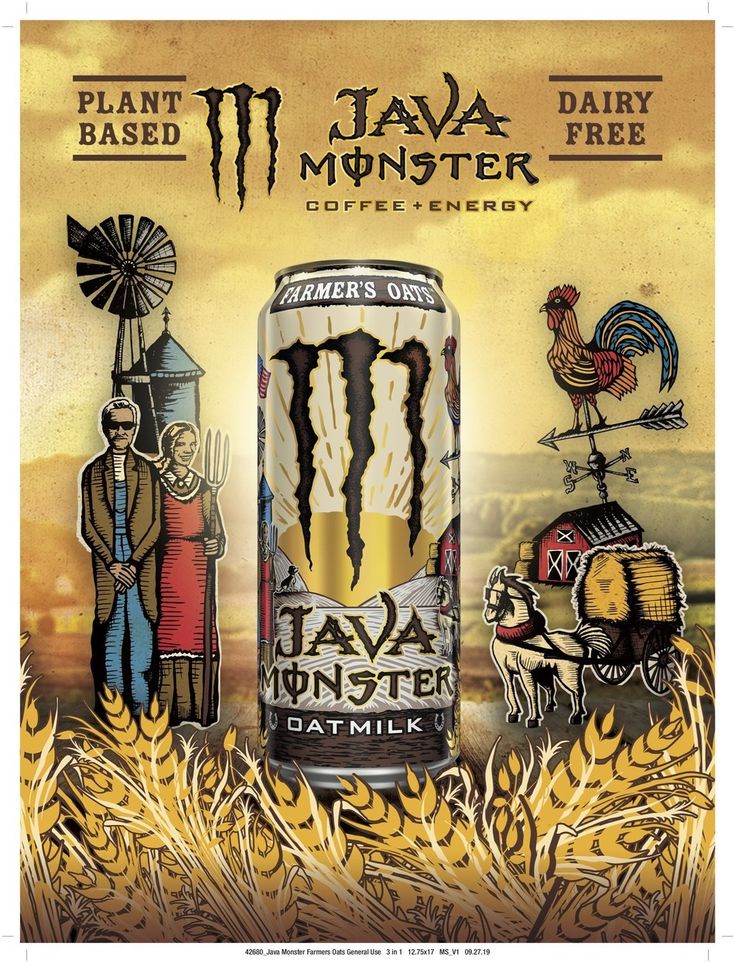 PLANT
BASED
JAVA
MONSTER
COFFEE+ENERGY
DAIRY
FREE
FARMER'S OATS
JAVA
MONSTER
OATMILK
S
W
N
E
42680_Java Monster Farmers Oats General Use 3 in 1 12.75x17 MS_V1 09.27.19